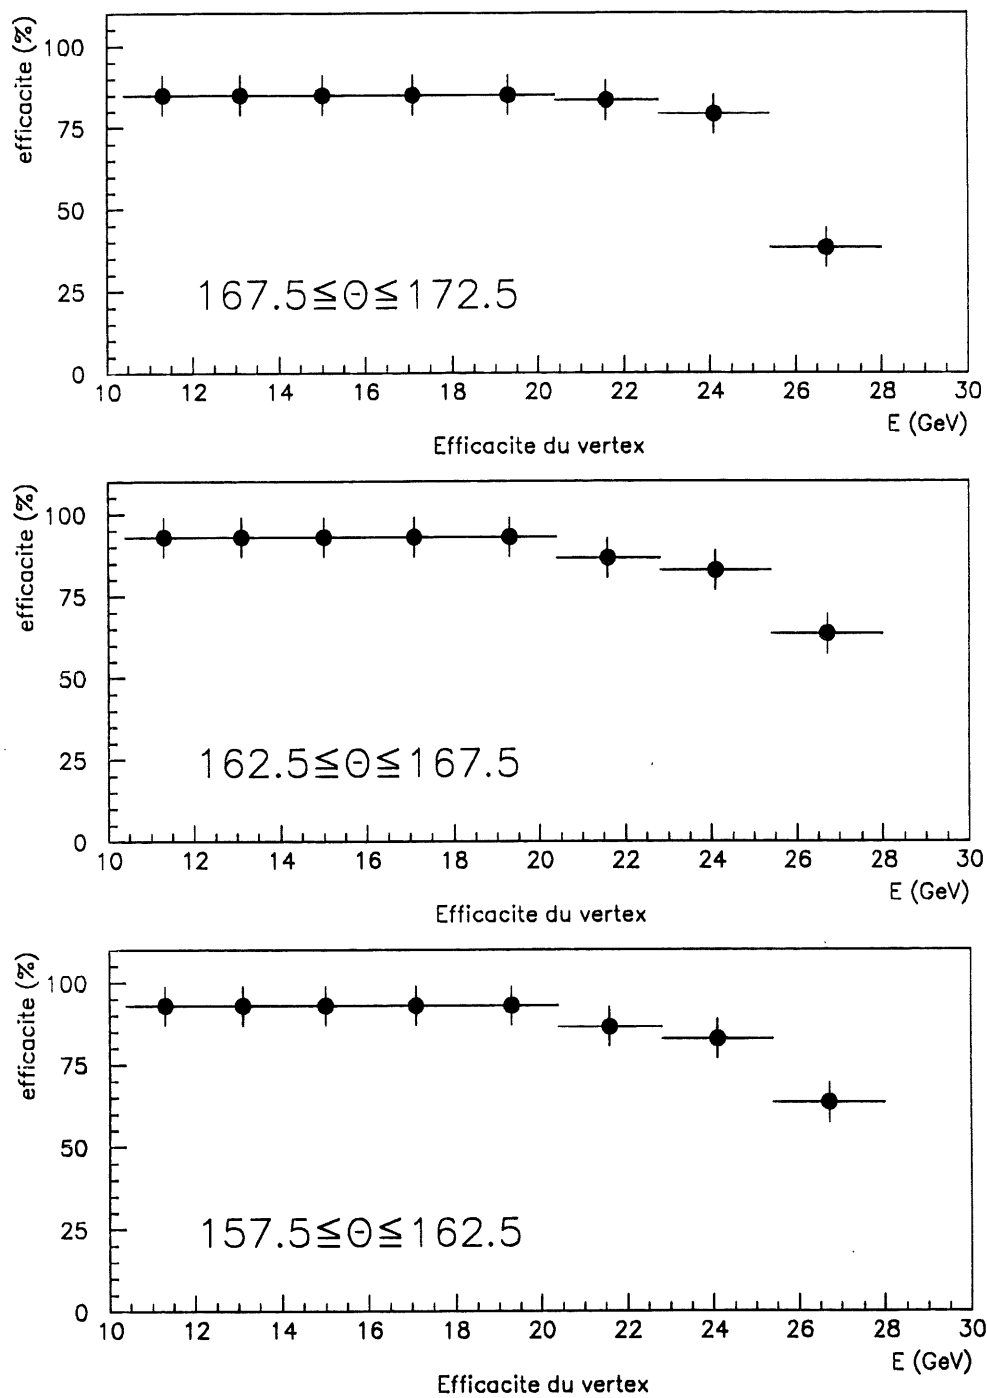 efficacite (%)
100
75
50
25
0
167.5≦Θ≦172.5
10 12 14 16 18 20 22 24 26 28 30
E (GeV)
Efficacite du vertex
efficacite (%)
100
75
50
25
0
162.5≦Θ≦167.5
10 12 14 16 18 20 22 24 26 28 30
E (GeV)
Efficacite du vertex
efficacite (%)
100
75
50
25
0
157.5≦Θ≦162.5
10 12 14 16 18 20 22 24 26 28 30
E (GeV)
Efficacite du vertex